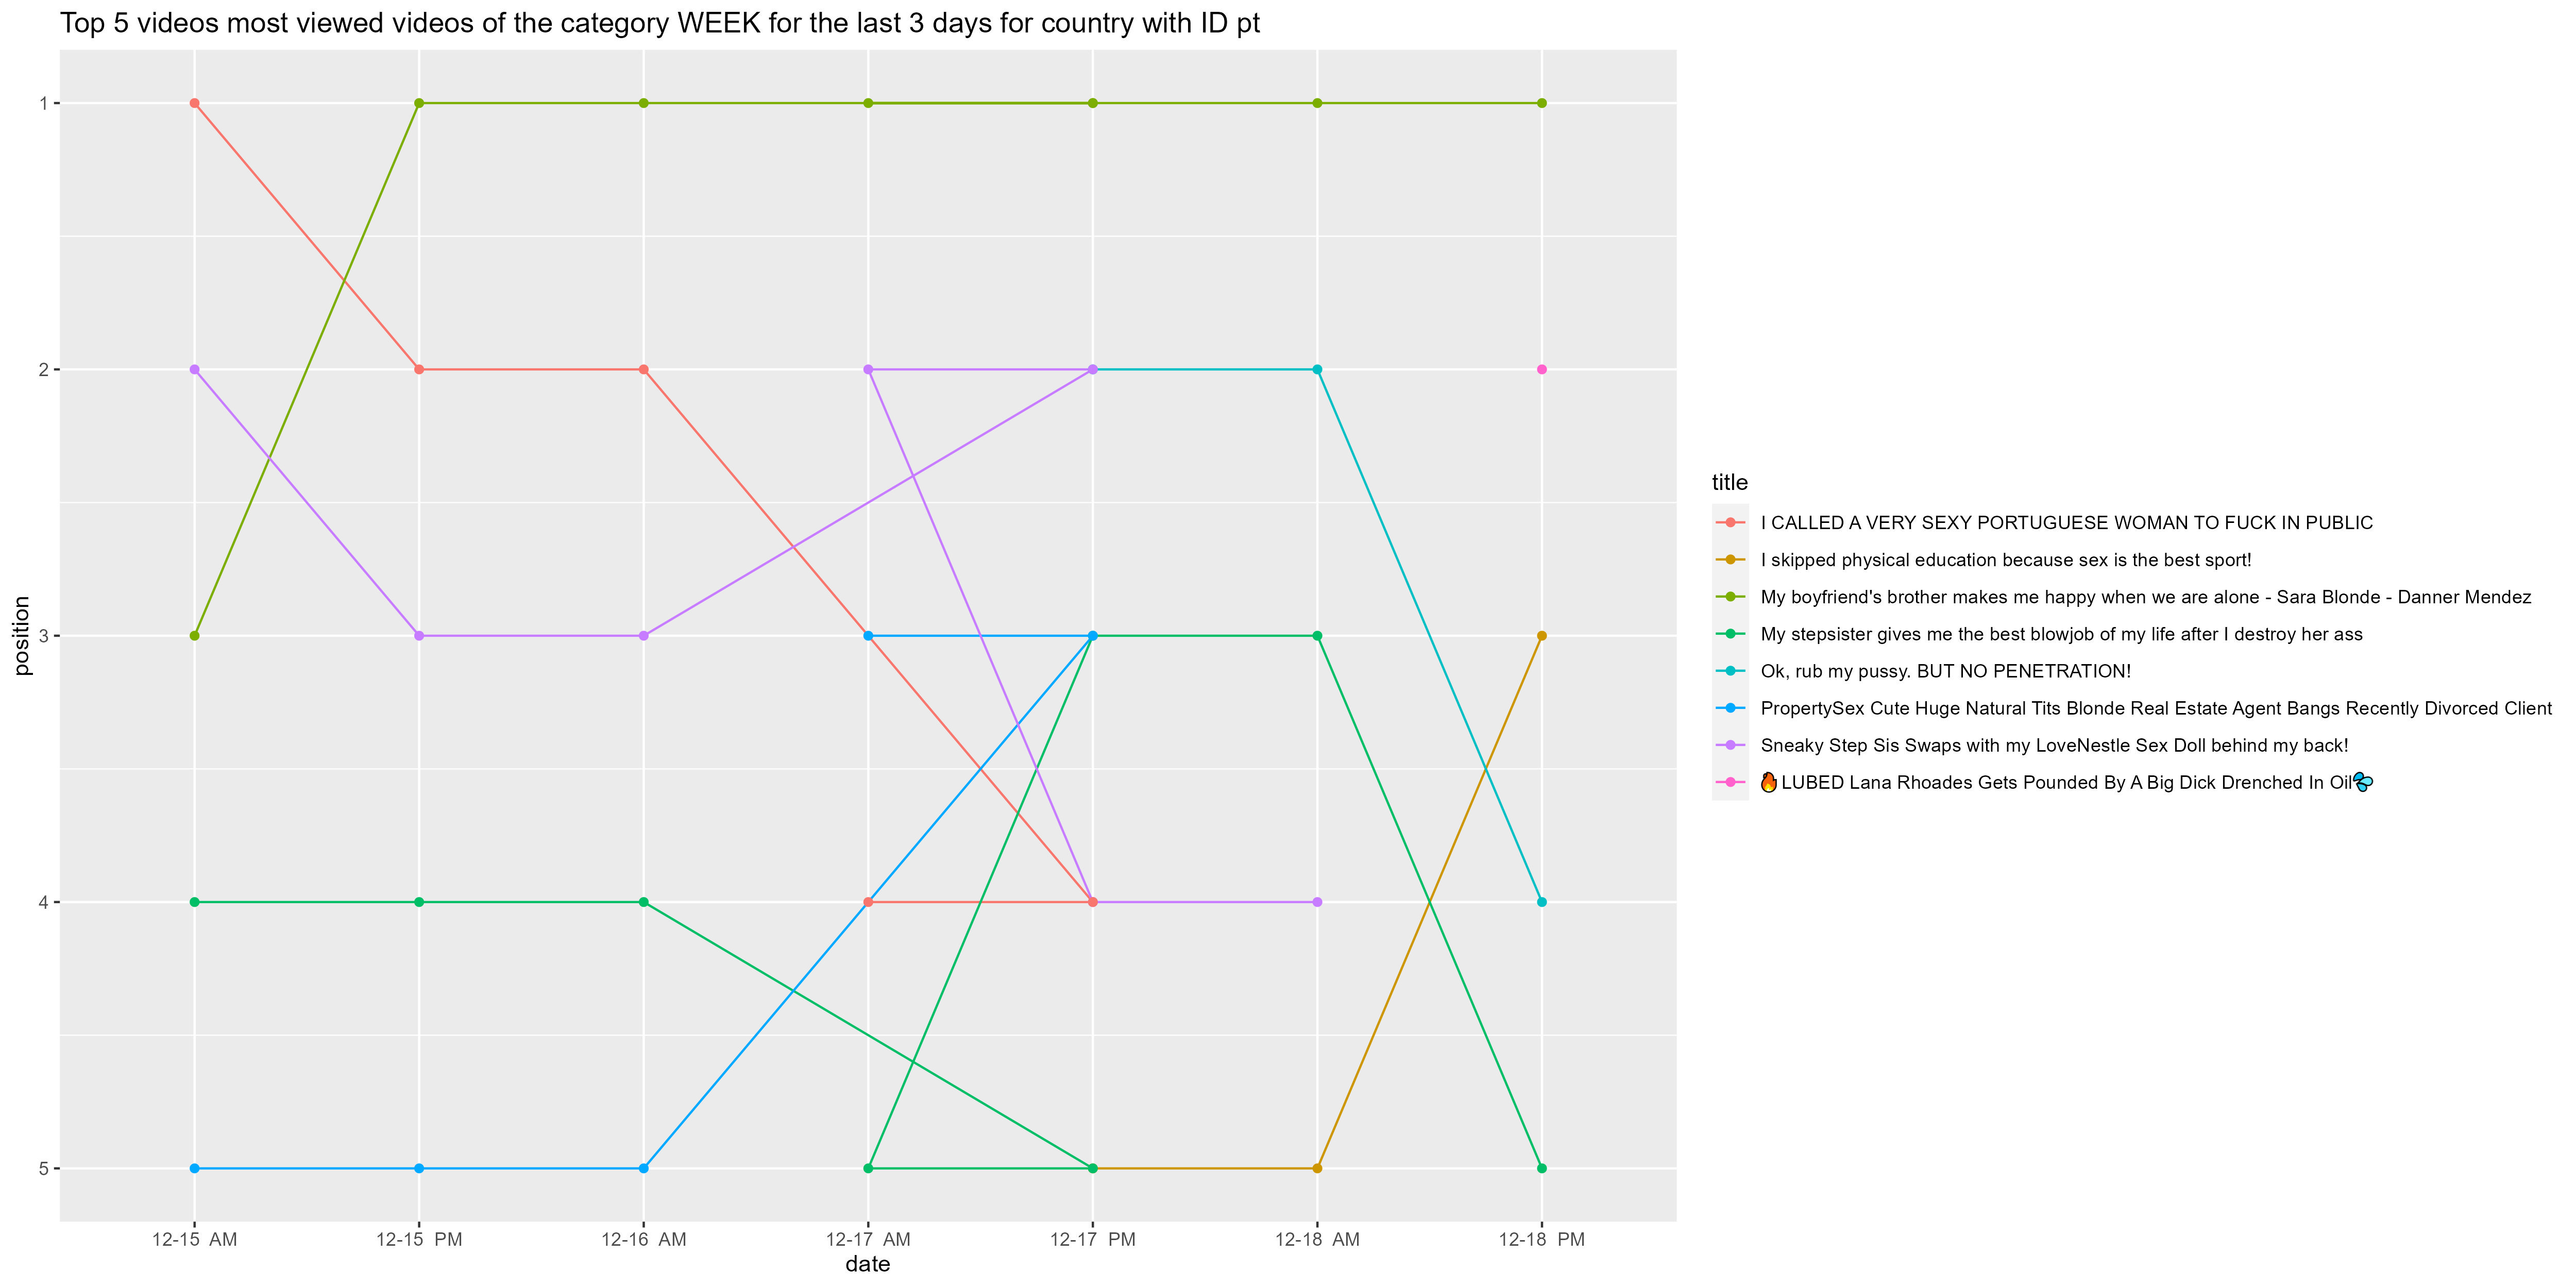 Top 5 videos most viewed videos of the category WEEK for the last 3 days for country with ID pt
position
1
2
3
4
5
12-15 AM
12-15 PM
12-16 AM
12-17 AM
12-17 PM
12-18 AM
12-18 PM
date
title
I CALLED A VERY SEXY PORTUGUESE WOMAN TO FUCK IN PUBLIC
I skipped physical education because sex is the best sport!
My boyfriend's brother makes me happy when we are alone - Sara Blonde - Danner Mendez
My stepsister gives me the best blowjob of my life after I destroy her ass
Ok, rub my pussy. BUT NO PENETRATION!
PropertySex Cute Huge Natural Tits Blonde Real Estate Agent Bangs Recently Divorced Client
Sneaky Step Sis Swaps with my LoveNestle Sex Doll behind my back!
🔥LUBED Lana Rhoades Gets Pounded By A Big Dick Drenched In Oil💦